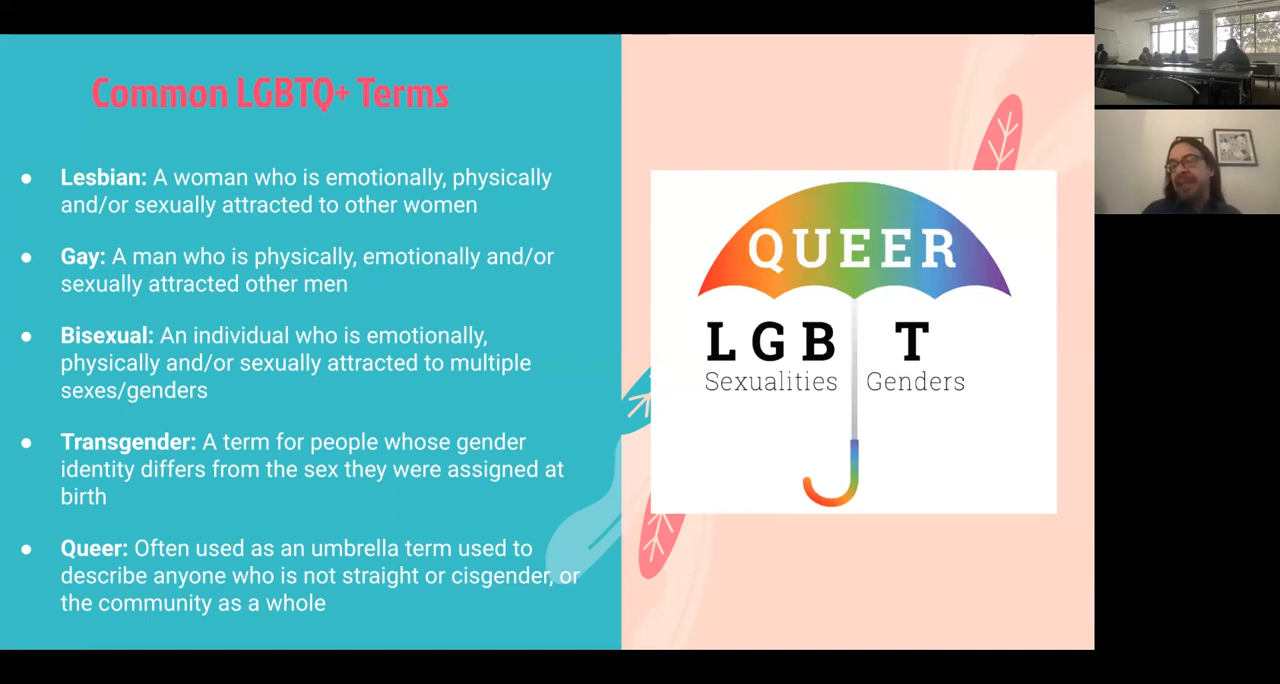 Common LGBTQ+ Terms
● Lesbian: A woman who is emotionally, physically
and/or sexually attracted to other women
● Gay: A man who is physically, emotionally and/or
sexually attracted other men
● Bisexual: An individual who is emotionally,
physically and/or sexually attracted to multiple
sexes/genders
● Transgender: A term for people whose gender
identity differs from the sex they were assigned at
birth
● Queer: Often used as an umbrella term used to
describe anyone who is not straight or cisgender, or
the community as a whole
QUEER
LGB T
Sexualities Genders